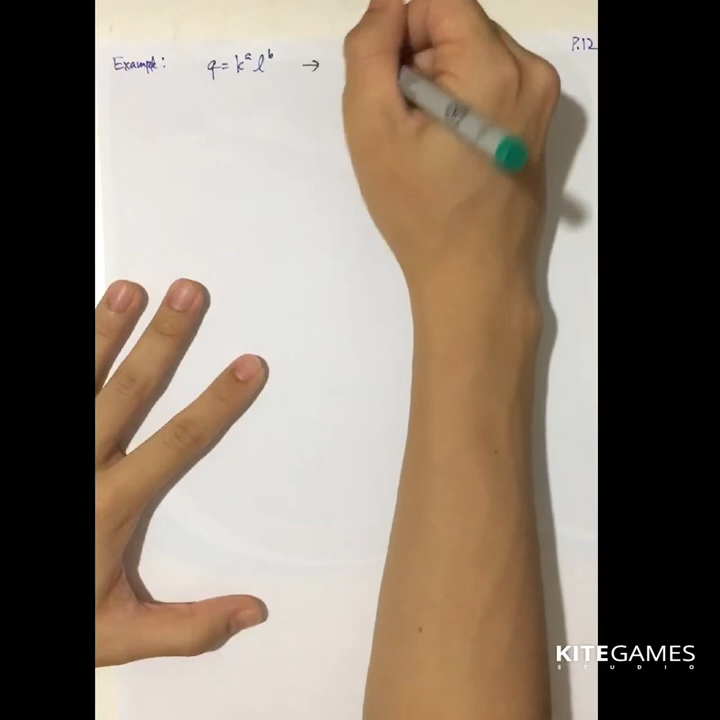 P.12
Example: q = k^a l^b →
KITEGAMES
STUDIO